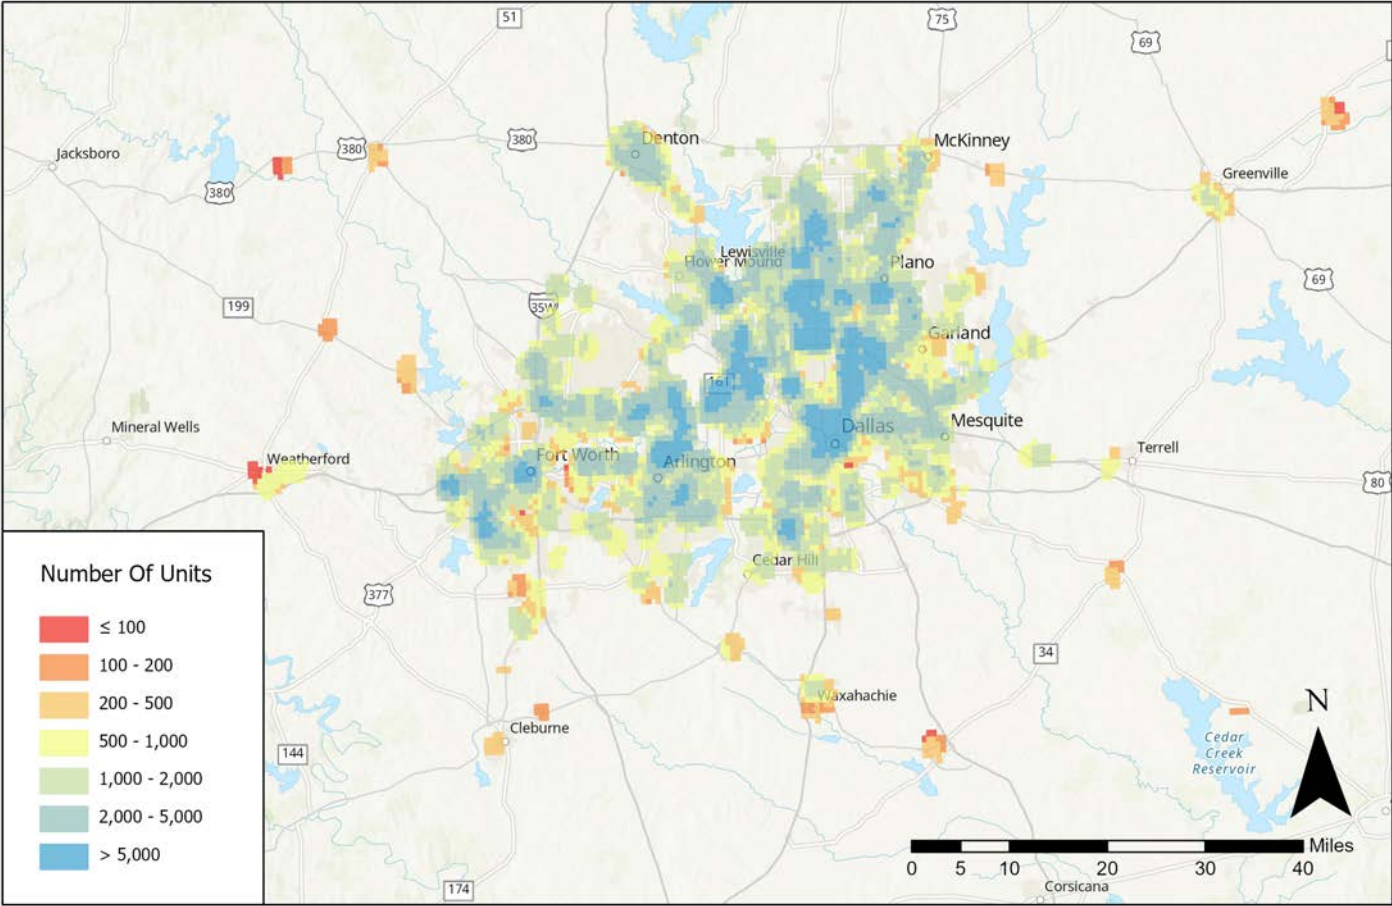 51
75
69
Denton
McKinney
380
380
Jacksboro
380
Greenville
Lewisville
Flower Mound
Plano
69
199
35W
Garland
161
Mineral Wells
Mesquite
Dallas
Weatherford
Fort Worth
Arlington
Terrell
80
Cedar Hill
377
34
Waxahachie
Cleburne
144
174
Cedar
Creek
Reservoir
Corsicana
Number Of Units
≤ 100
100 - 200
200 - 500
500 - 1,000
1,000 - 2,000
2,000 - 5,000
> 5,000
N
Miles
0 5 10 20 30 40